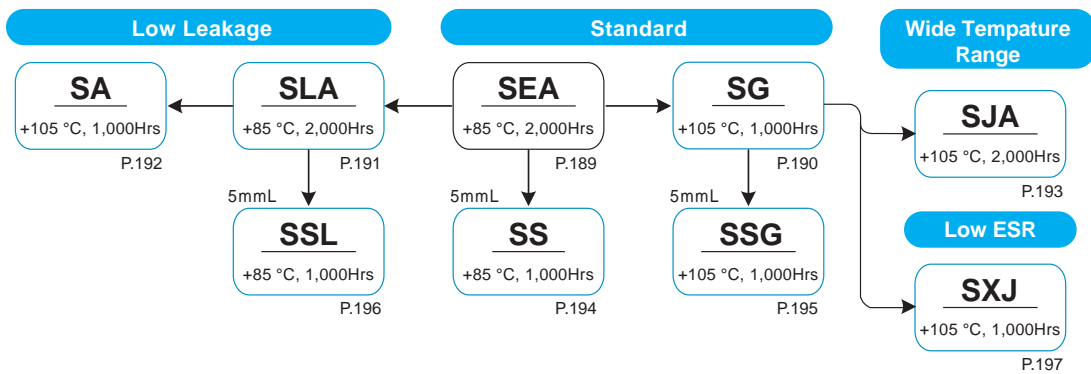 Low Leakage
Standard
Wide Tempature
Range
SA
+105 °C, 1,000Hrs
P.192
SLA
+85 °C, 2,000Hrs
P.191
SEA
+85 °C, 2,000Hrs
P.189
SG
+105 °C, 1,000Hrs
P.190
SJA
+105 °C, 2,000Hrs
P.193
5mmL
SSL
+85 °C, 1,000Hrs
P.196
5mmL
SS
+85 °C, 1,000Hrs
P.194
5mmL
SSG
+105 °C, 1,000Hrs
P.195
Low ESR
SXJ
+105 °C, 1,000Hrs
P.197